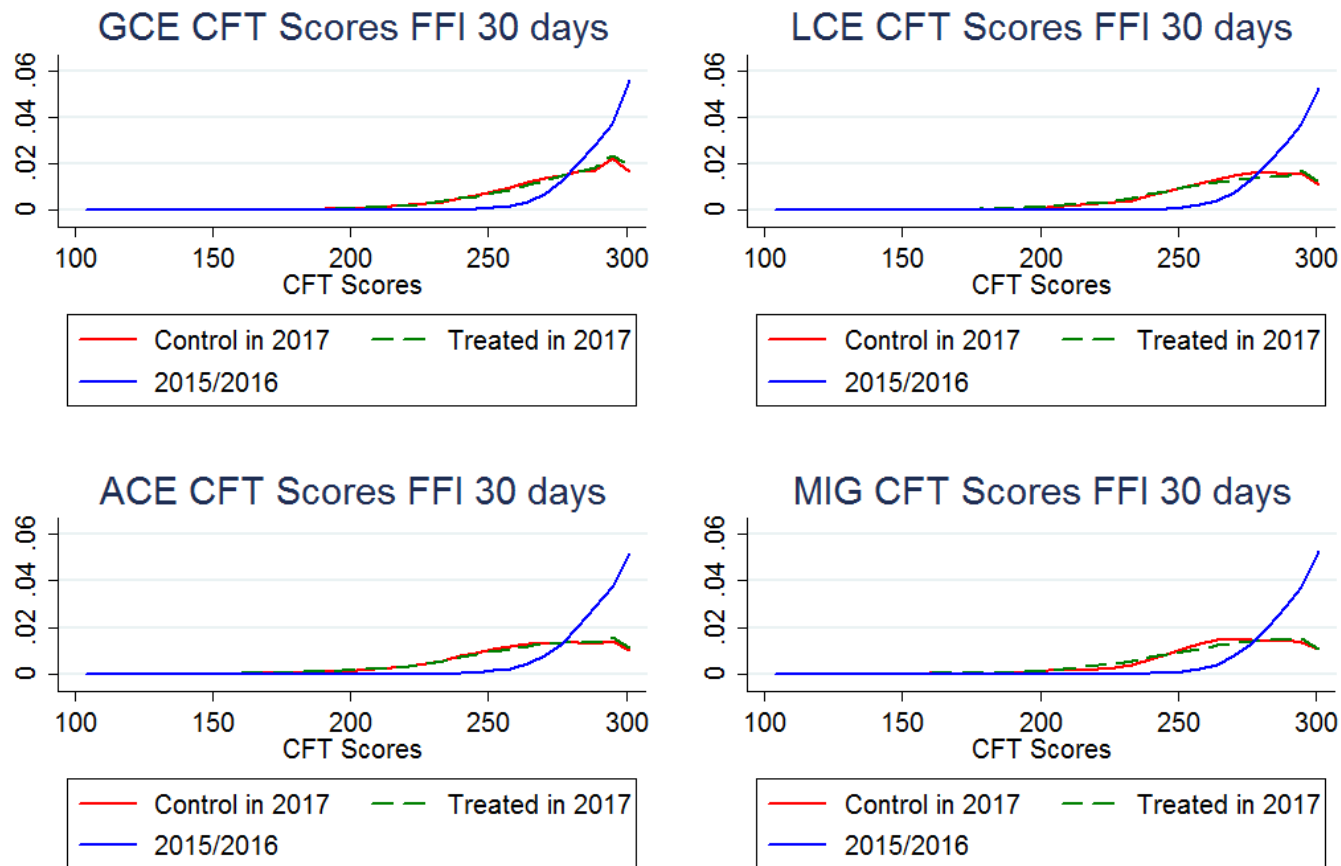 GCE CFT Scores FFI 30 days
.06
.04
.02
0
100 150 200 250 300
CFT Scores
Control in 2017 Treated in 2017
2015/2016
LCE CFT Scores FFI 30 days
.06
.04
.02
0
100 150 200 250 300
CFT Scores
Control in 2017 Treated in 2017
2015/2016
ACE CFT Scores FFI 30 days
.06
.04
.02
0
100 150 200 250 300
CFT Scores
Control in 2017 Treated in 2017
2015/2016
MIG CFT Scores FFI 30 days
.06
.04
.02
0
100 150 200 250 300
CFT Scores
Control in 2017 Treated in 2017
2015/2016